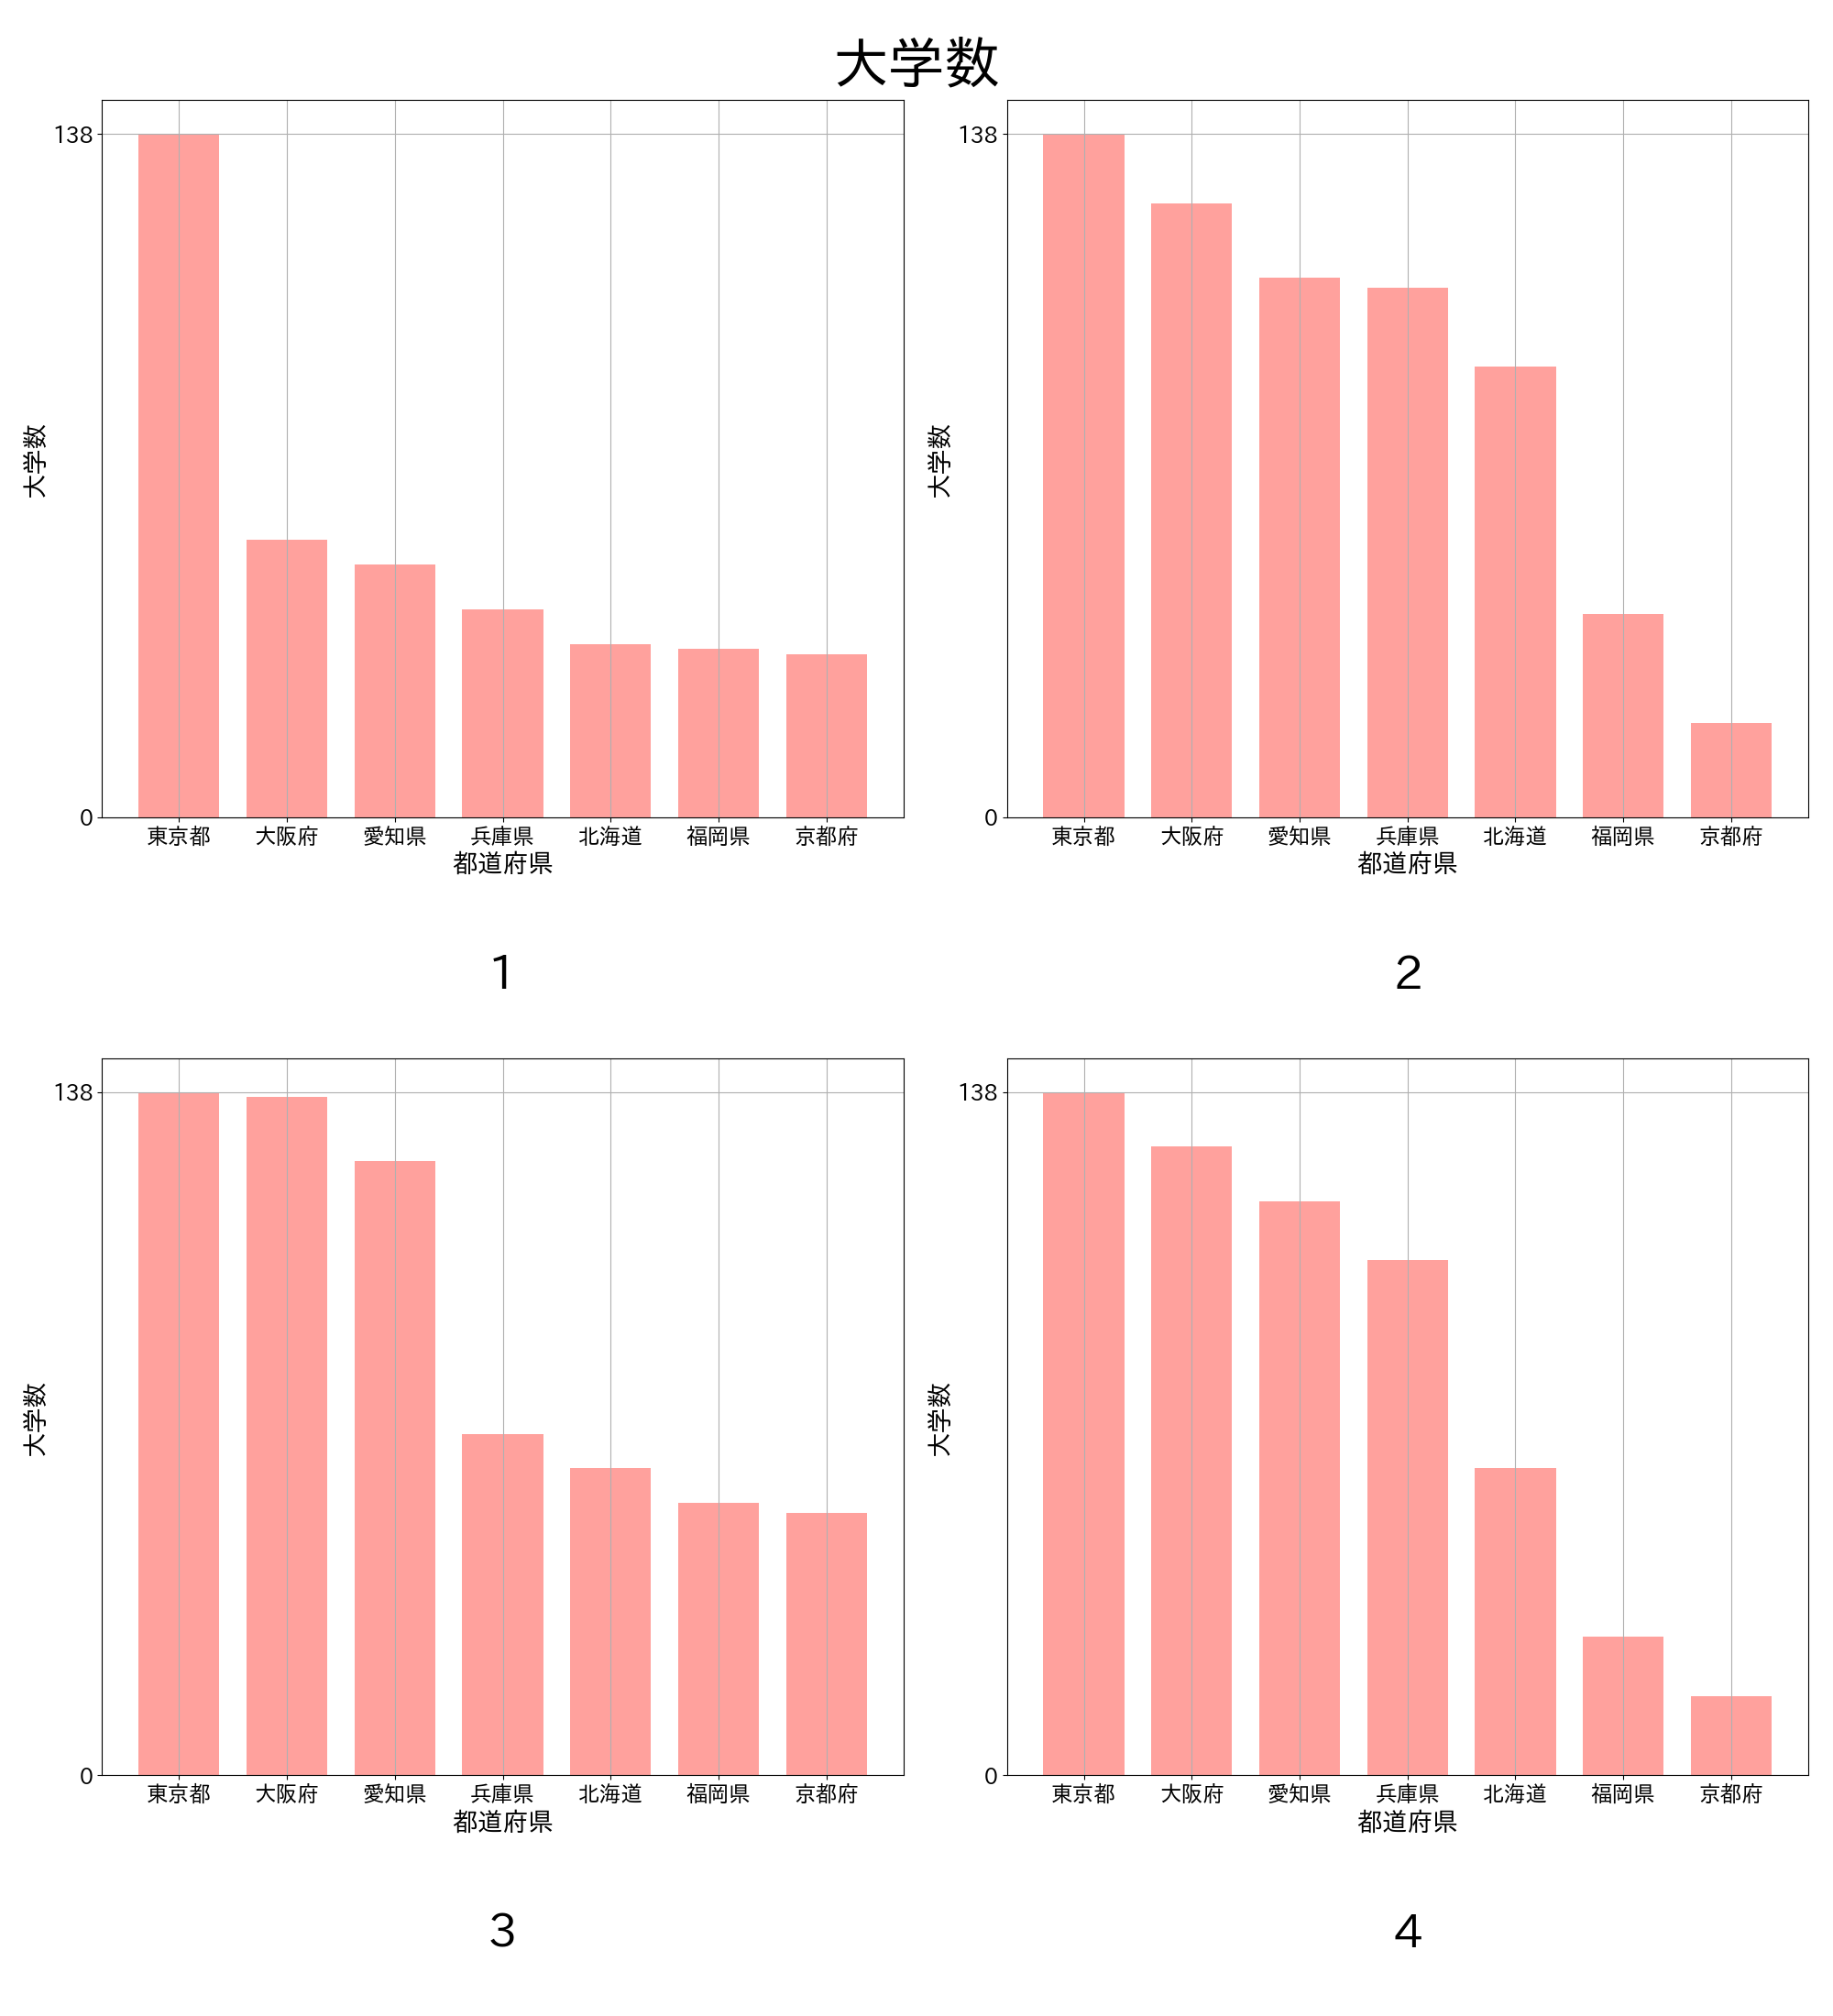 大学数
138
0
大学数
東京都 大阪府 愛知県 兵庫県 北海道 福岡県 京都府
都道府県
1
138
0
大学数
東京都 大阪府 愛知県 兵庫県 北海道 福岡県 京都府
都道府県
2
138
0
大学数
東京都 大阪府 愛知県 兵庫県 北海道 福岡県 京都府
都道府県
3
138
0
大学数
東京都 大阪府 愛知県 兵庫県 北海道 福岡県 京都府
都道府県
4